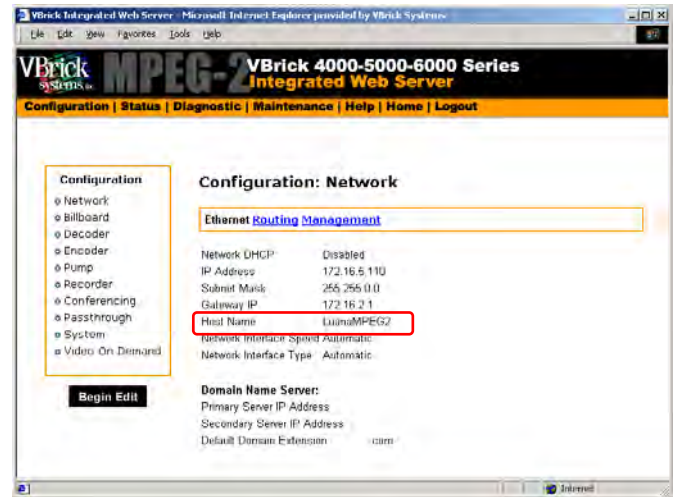 VBrick Integrated Web Server - Microsoft Internet Explorer provided by VBrick Systems
File Edit View Favorites Tools Help
VBrick systems MPEG-2 VBrick 4000-5000-6000 Series
Integrated Web Server
Configuration | Status | Diagnostic | Maintenance | Help | Home | Logout
Configuration
Network
Billboard
Decoder
Encoder
Pump
Recorder
Conferencing
Passthrough
System
Video On Demand
Begin Edit
Configuration: Network
Ethernet Routing Management
Network DHCP Disabled
IP Address 172.16.6.110
Subnet Mask 255.255.0.0
Gateway IP 172.16.2.1
Host Name LuanaMPEG2
Network Interface Speed Automatic
Network Interface Type Automatic
Domain Name Server:
Primary Server IP Address
Secondary Server IP Address
Default Domain Extension com
Internet